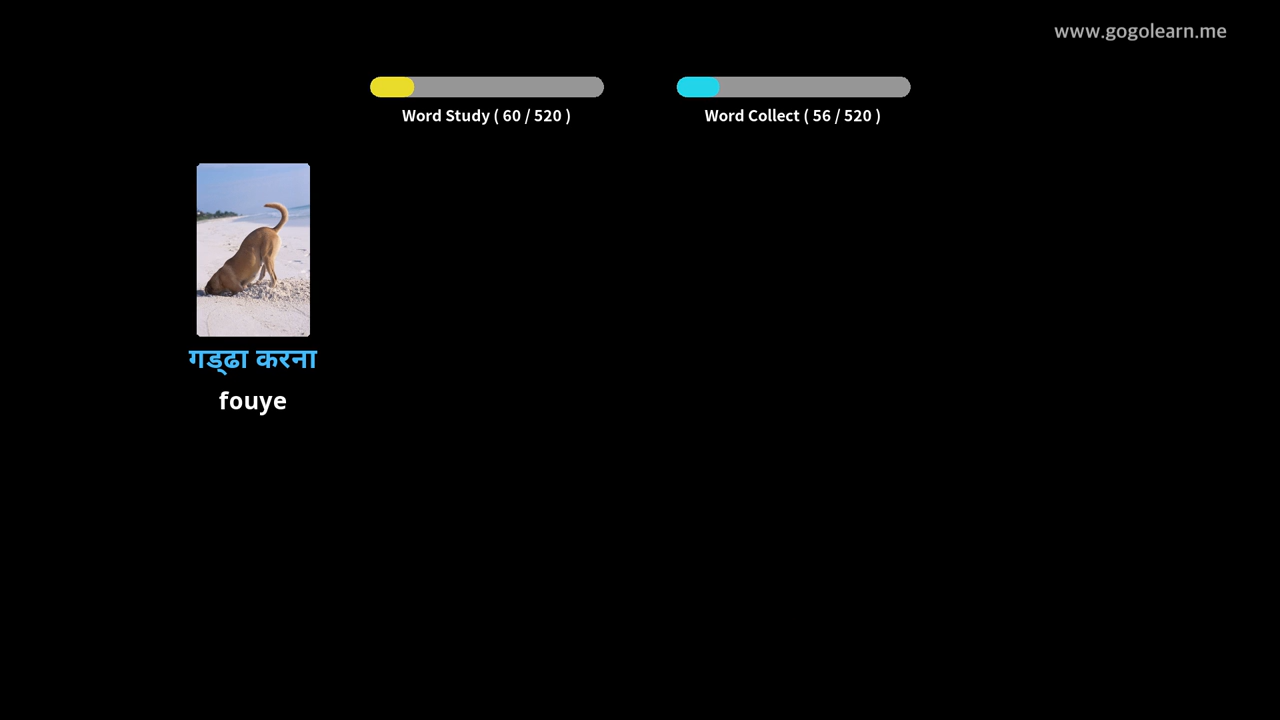 www.gogolearn.me
Word Study ( 60 / 520 )
Word Collect ( 56 / 520 )
गड्ढा करना
fouye